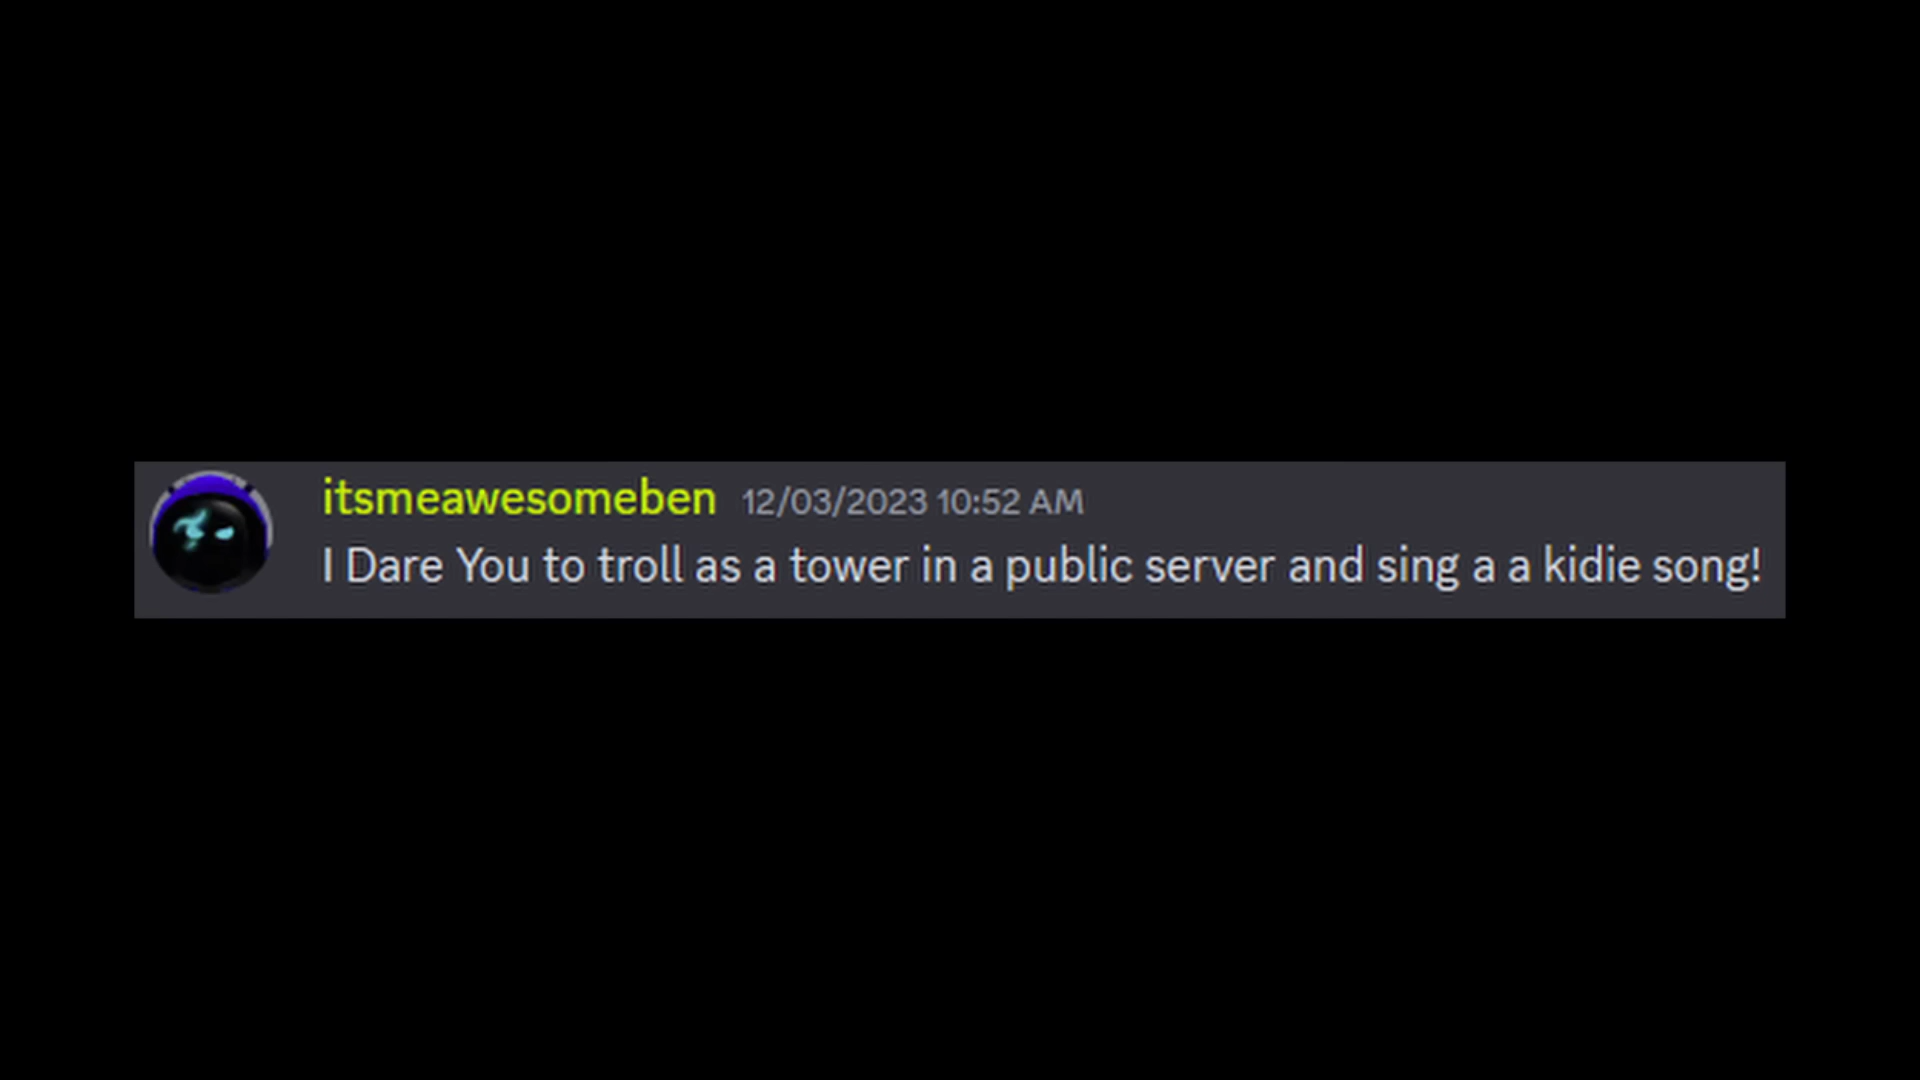 itsmeawesomeben 12/03/2023 10:52 AM
I Dare You to troll as a tower in a public server and sing a a kidie song!